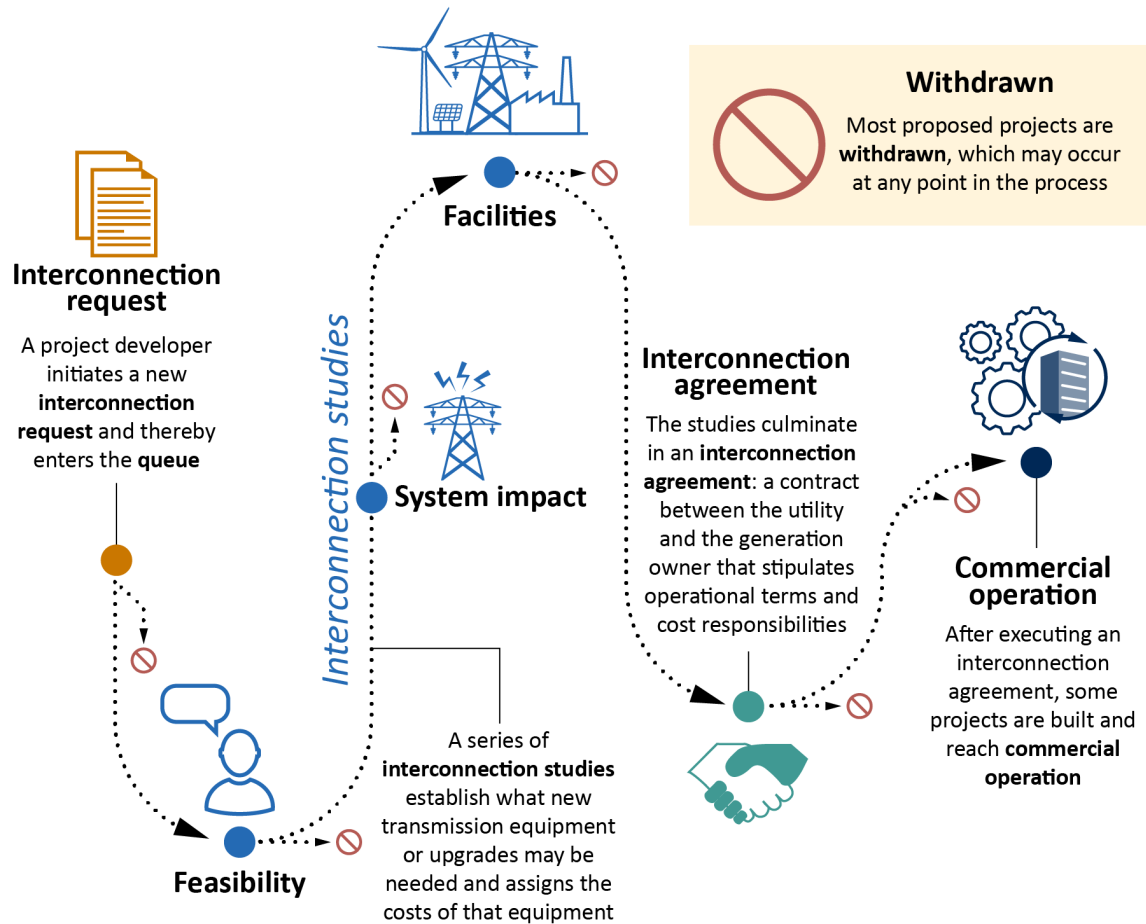 Withdrawn
Most proposed projects are
withdrawn, which may occur
at any point in the process
Facilities
Interconnection
request
A project developer
initiates a new
interconnection
request and thereby
enters the queue
Interconnection studies
System impact
Interconnection
agreement
The studies culminate
in an interconnection
agreement: a contract
between the utility
and the generation
owner that stipulates
operational terms and
cost responsibilities
Commercial
operation
After executing an
interconnection
agreement, some
projects are built and
reach commercial
operation
A series of
interconnection studies
establish what new
transmission equipment
or upgrades may be
needed and assigns the
costs of that equipment
Feasibility